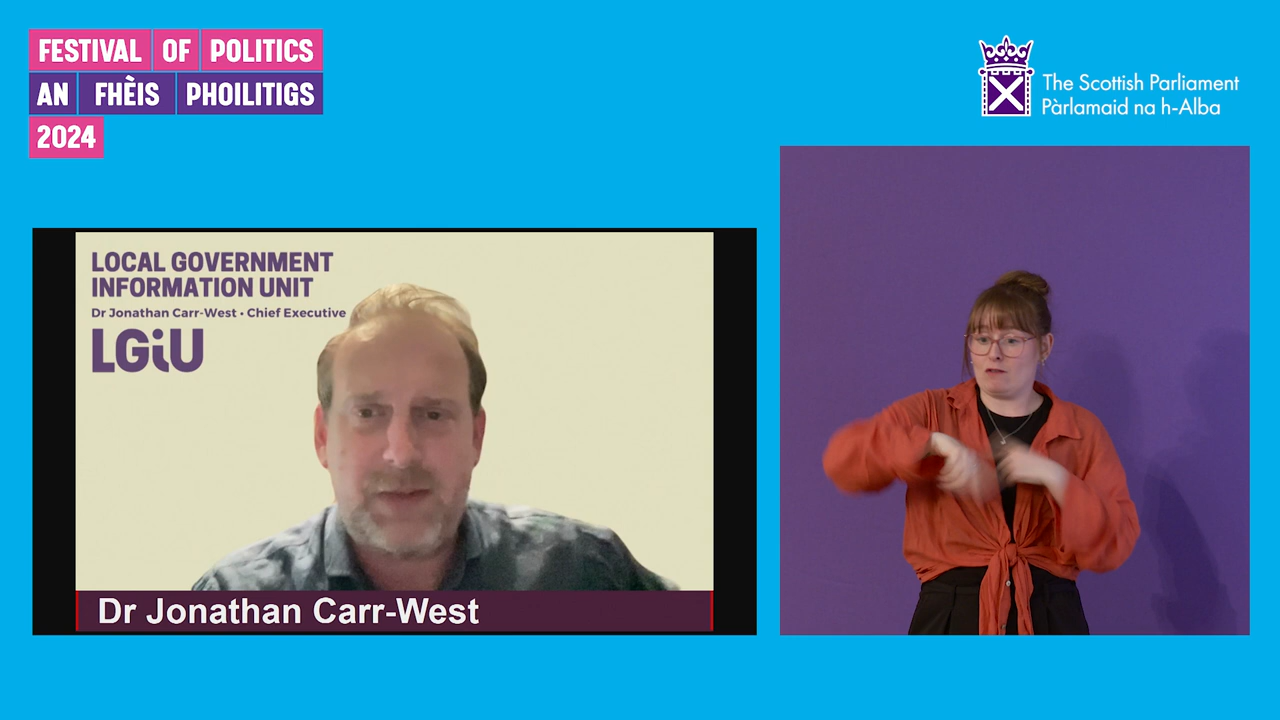 FESTIVAL OF POLITICS
AN FHÈIS PHOILITIGS
2024
The Scottish Parliament
Pàrlamaid na h-Alba
LOCAL GOVERNMENT
INFORMATION UNIT
Dr Jonathan Carr-West • Chief Executive
LGiU
Dr Jonathan Carr-West